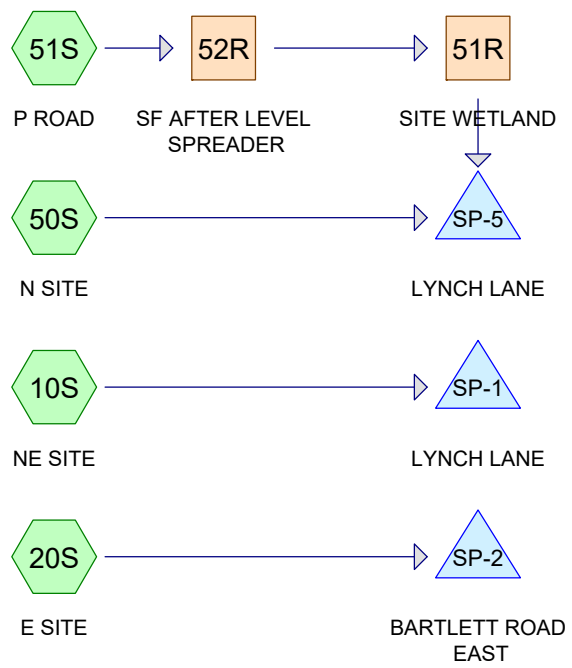 51S
52R
51R
P ROAD
SF AFTER LEVEL
SPREADER
SITE WETLAND
50S
SP-5
N SITE
LYNCH LANE
10S
SP-1
NE SITE
LYNCH LANE
20S
SP-2
E SITE
BARTLETT ROAD
EAST